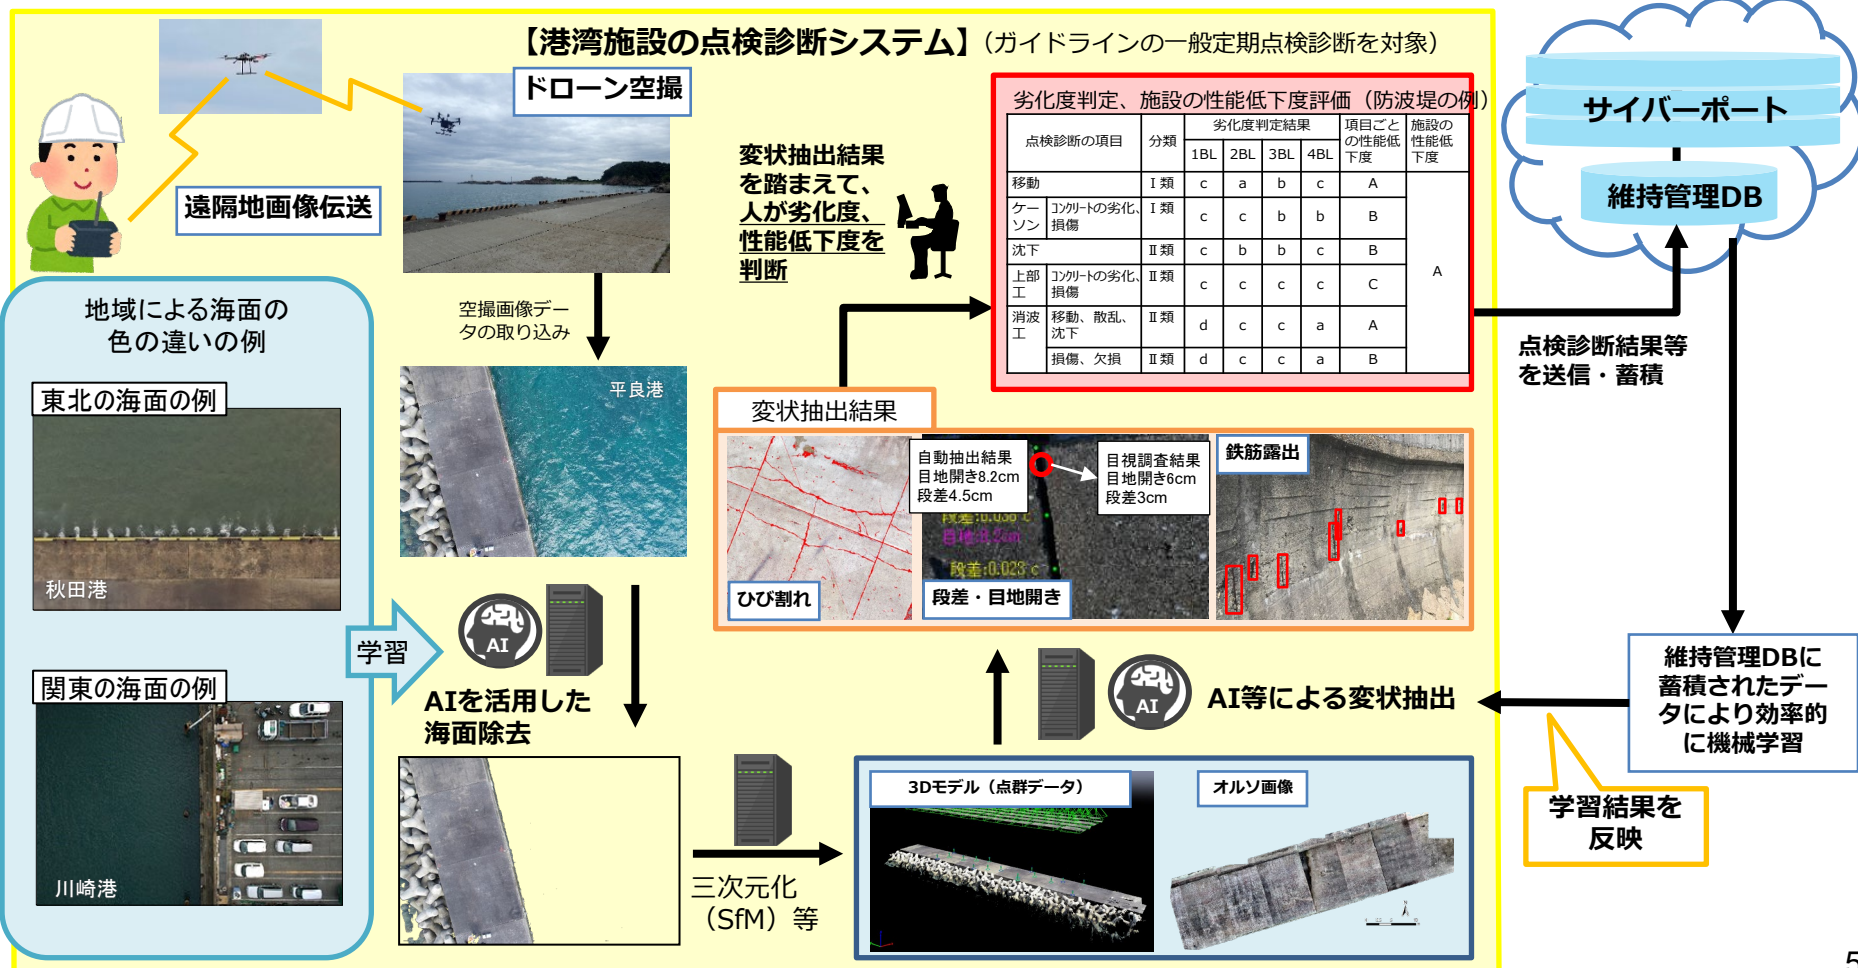 【港湾施設の点検診断システム】（ガイドラインの一般定期点検診断を対象）
ドローン空撮
遠隔地画像伝送
空撮画像デー
タの取り込み
地域による海面の
色の違いの例
東北の海面の例
秋田港
関東の海面の例
川崎港
学習
平良港
AI
AIを活用した
海面除去
三次元化
（SfM）等
3Dモデル（点群データ）
オルソ画像
AI
AI等による変状抽出
変状抽出結果
ひび割れ
自動抽出結果
目地開き8.2cm
段差4.5cm
目視調査結果
目地開き6cm
段差3cm
段差:0.036 c
目地:8.2cm
段差:0.023 c
段差・目地開き
鉄筋露出
変状抽出結果
を踏まえて、
人が劣化度、
性能低下度を
判断
劣化度判定、施設の性能低下度評価（防波堤の例）
点検診断の項目 分類 劣化度判定結果 項目ごと 施設の
の性能低 性能低
下度 下度
1BL 2BL 3BL 4BL
移動 Ⅰ類 c a b c A
ケー コンクリートの劣化、 Ⅰ類 c c b b B
ソン 損傷
沈下 Ⅱ類 c b b c B
A
上部 コンクリートの劣化、 Ⅱ類 c c c c C
工 損傷
消波 移動、散乱、 Ⅱ類 d c c a A
工 沈下
損傷、欠損 Ⅱ類 d c c a B
サイバーポート
維持管理DB
点検診断結果等
を送信・蓄積
維持管理DBに
蓄積されたデー
タにより効率的
に機械学習
学習結果を
反映
5